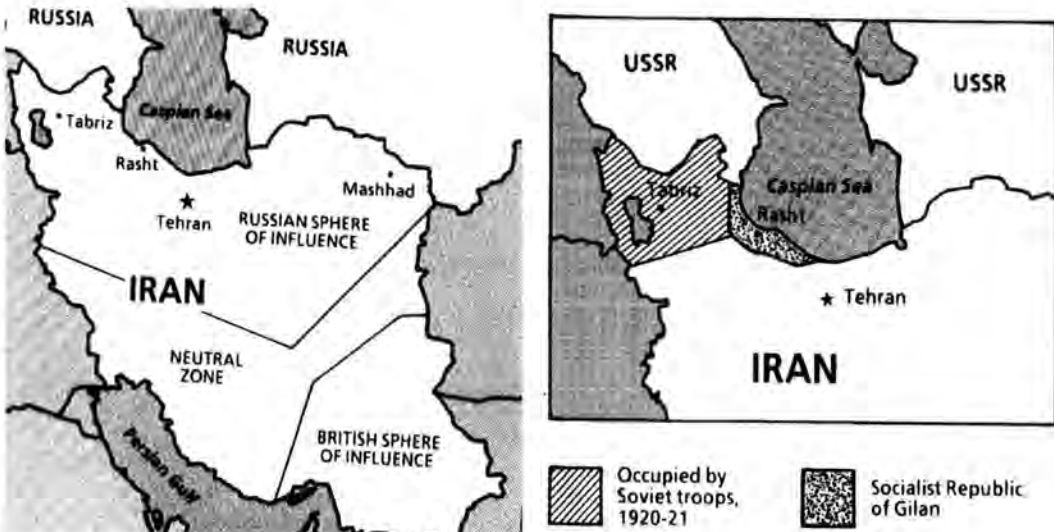 RUSSIA
RUSSIA
Caspian Sea
Tabriz
Rasht
Mashhad
Tehran
RUSSIAN SPHERE
OF INFLUENCE
IRAN
NEUTRAL
ZONE
BRITISH SPHERE
OF INFLUENCE
Persian Gulf
USSR
USSR
Caspian Sea
Tabriz
Rasht
Tehran
IRAN
Occupied by
Soviet troops,
1920-21
Socialist Republic
of Gilan